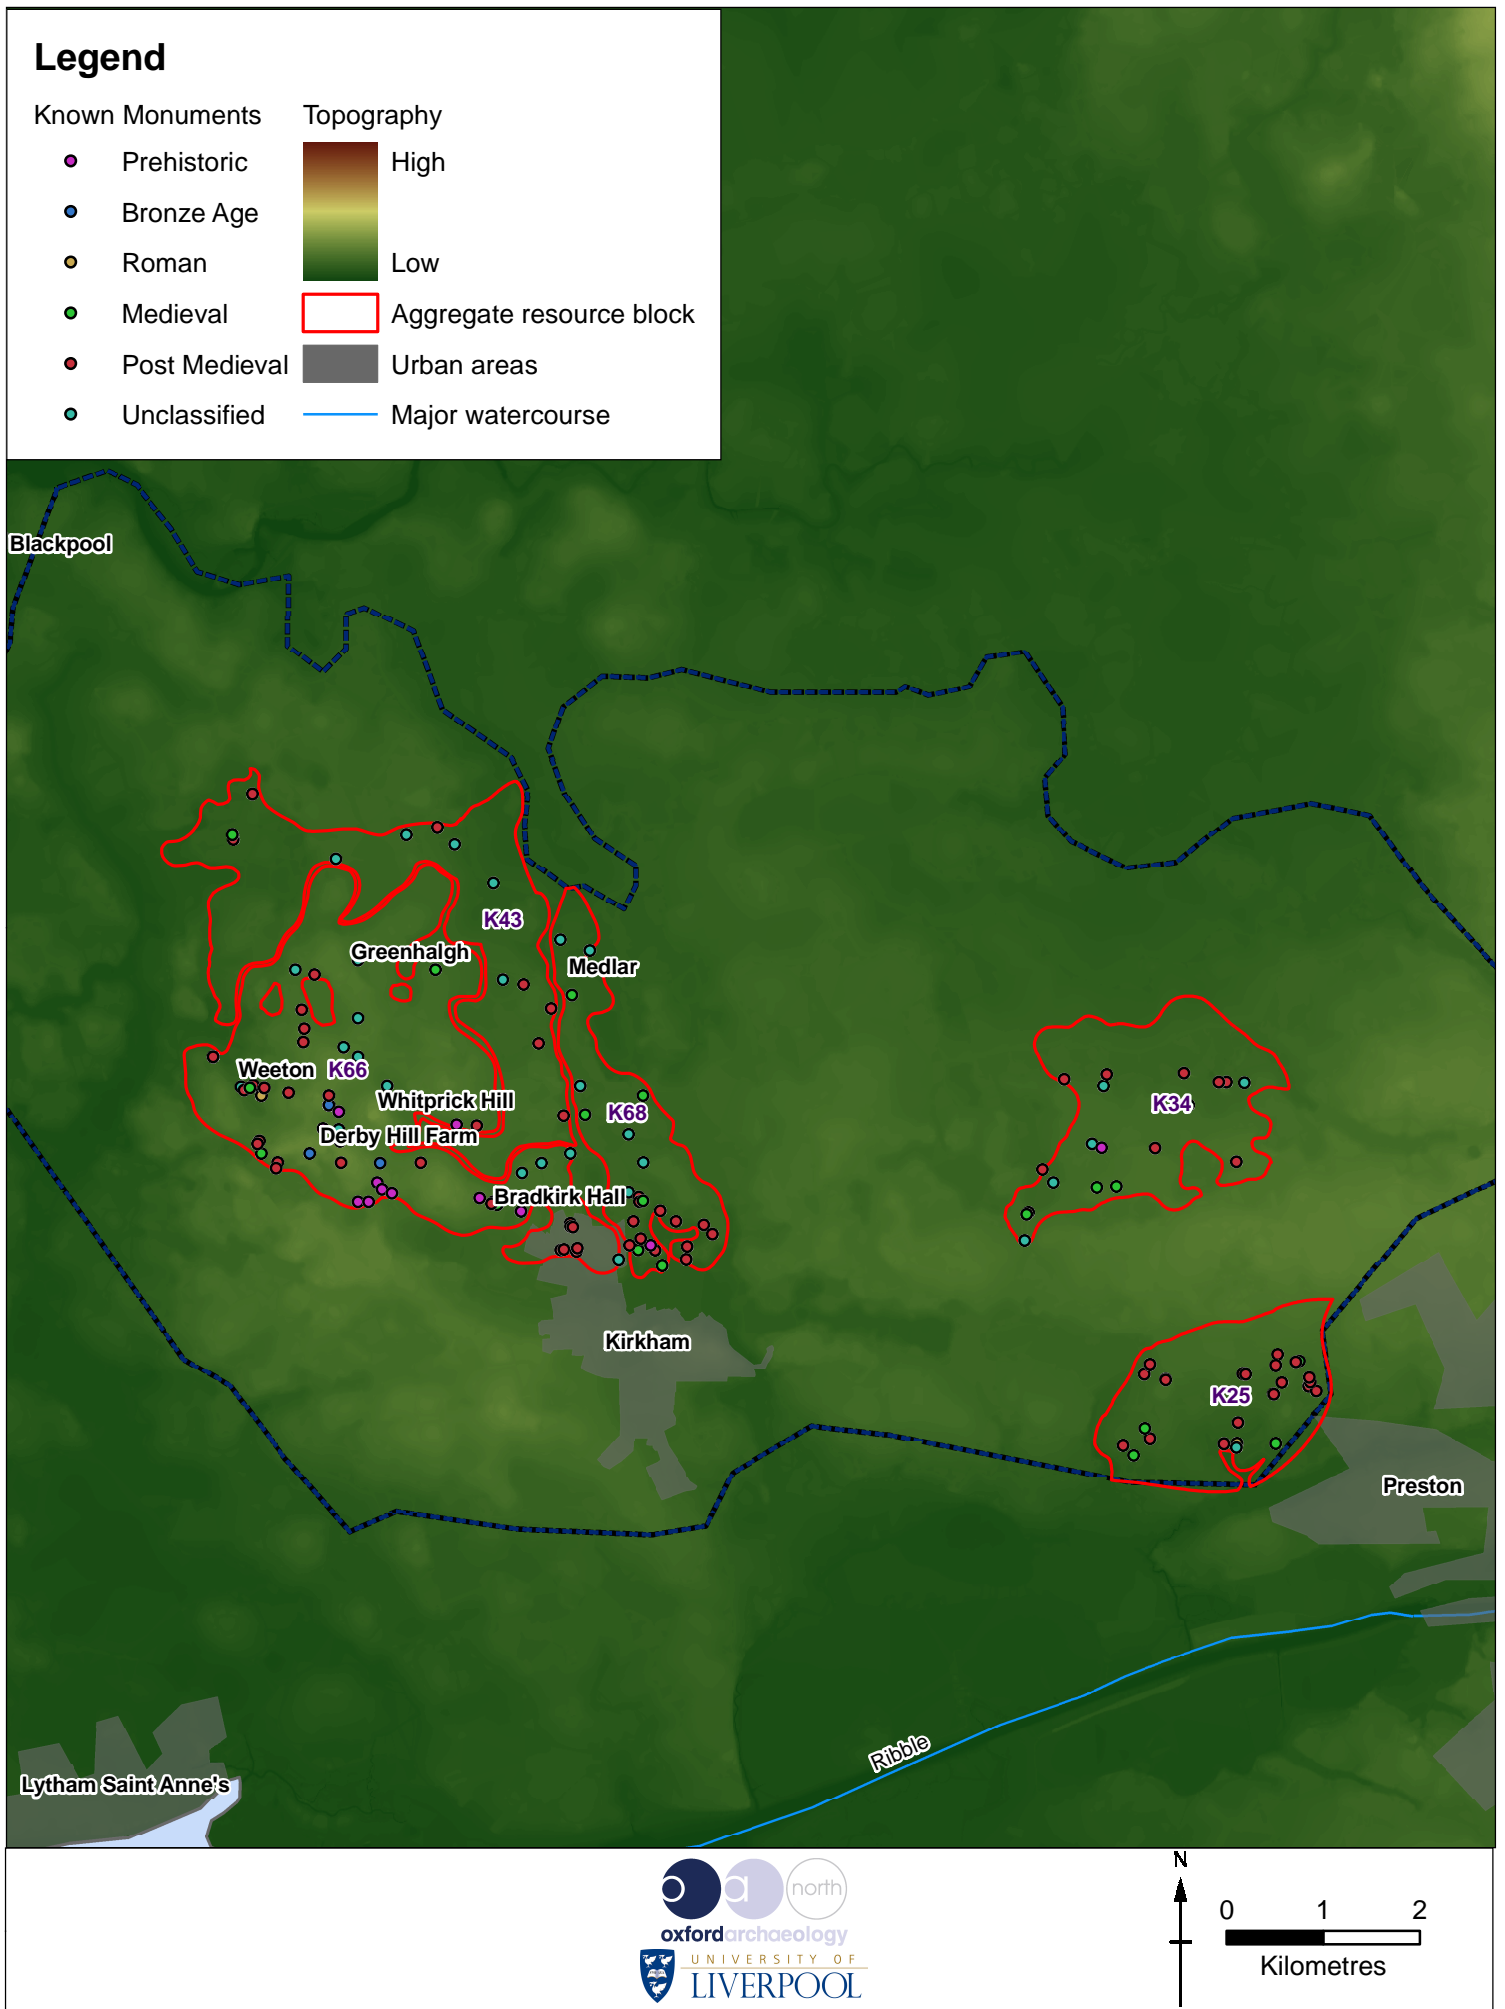 Legend
Known Monuments
Prehistoric
Bronze Age
Roman
Medieval
Post Medieval
Unclassified
Topography
High
Low
Aggregate resource block
Urban areas
Major watercourse
Blackpool
K43
Greenhalgh
Medlar
Weeton
K66
Whitprick Hill
K68
K34
Derby Hill Farm
Bradkirk Hall
Kirkham
K25
Preston
Ribble
Lytham Saint Anne's
oa north
oxfordarchaeology
UNIVERSITY OF
LIVERPOOL
N
0 1 2
Kilometres